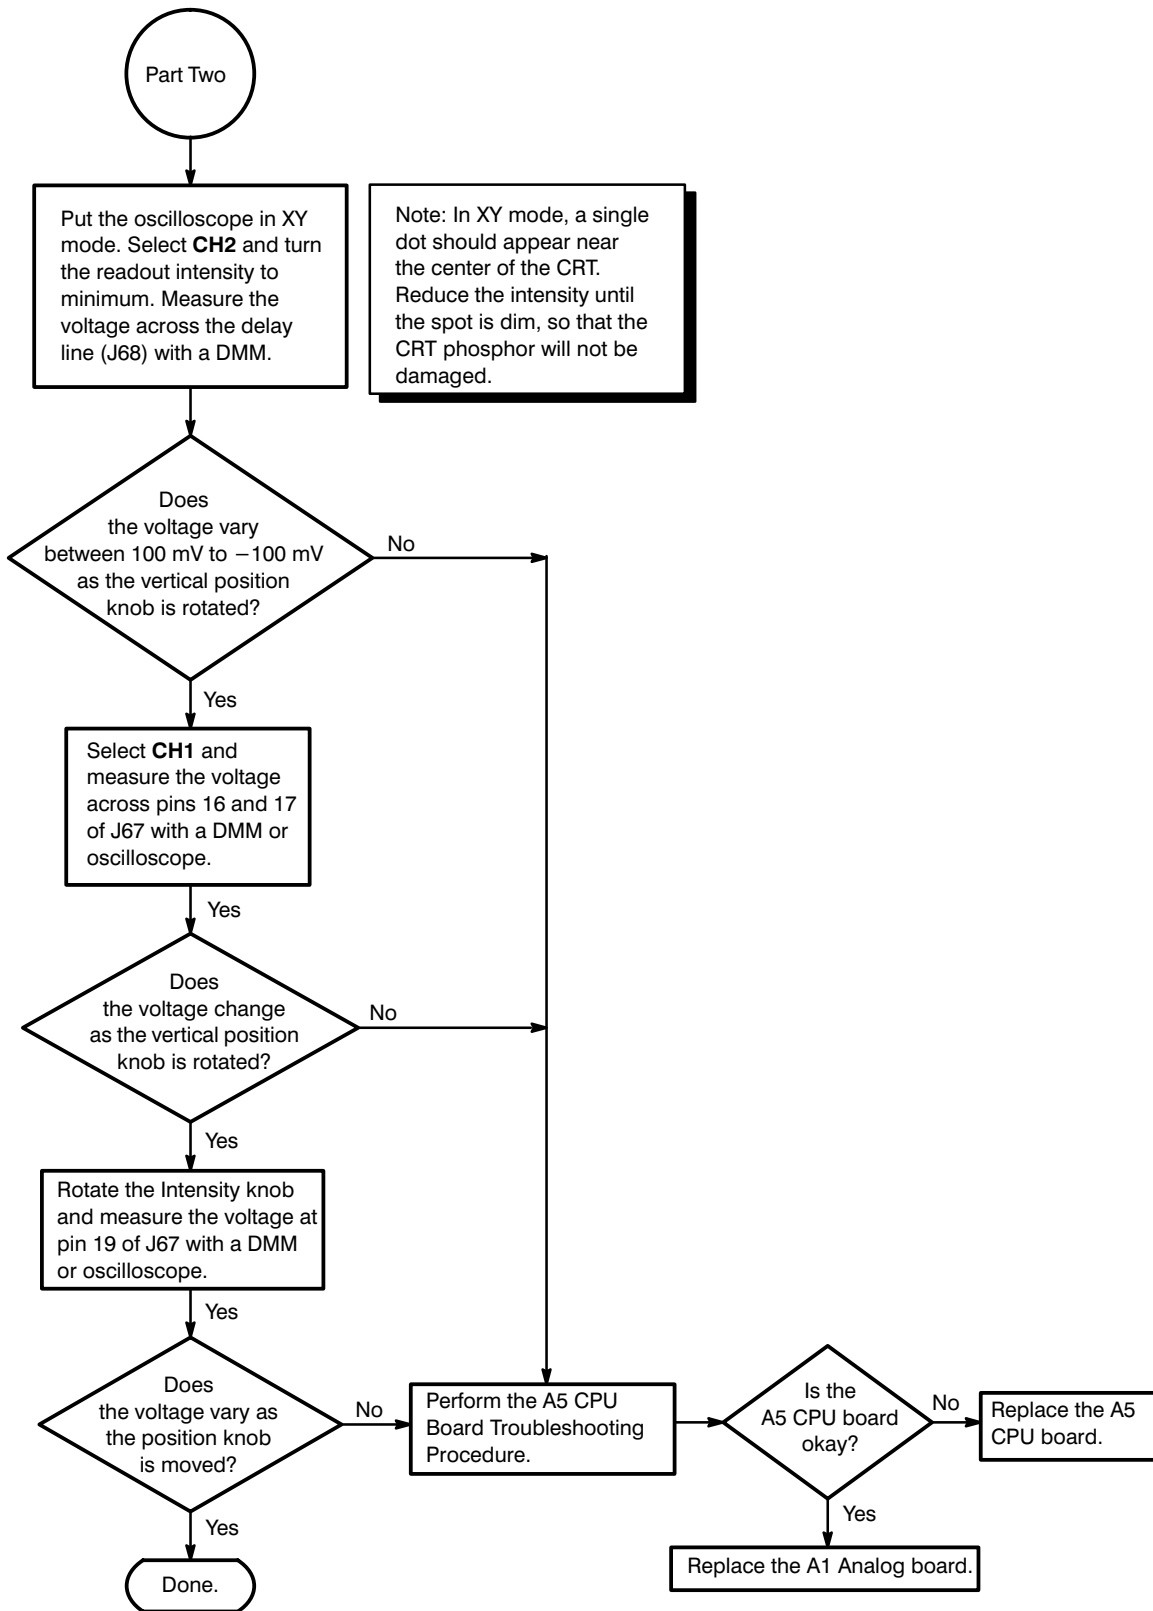 Part Two
Put the oscilloscope in XY
mode. Select CH2 and turn
the readout intensity to
minimum. Measure the
voltage across the delay
line (J68) with a DMM.
Note: In XY mode, a single
dot should appear near
the center of the CRT.
Reduce the intensity until
the spot is dim, so that the
CRT phosphor will not be
damaged.
Does
the voltage vary
between 100 mV to −100 mV
as the vertical position
knob is rotated?
No
Yes
Select CH1 and
measure the voltage
across pins 16 and 17
of J67 with a DMM or
oscilloscope.
Yes
Does
the voltage change
as the vertical position
knob is rotated?
No
Yes
Rotate the Intensity knob
and measure the voltage at
pin 19 of J67 with a DMM
or oscilloscope.
Yes
Does
the voltage vary as
the position knob
is moved?
No
Perform the A5 CPU
Board Troubleshooting
Procedure.
Is the
A5 CPU board
okay?
No
Replace the A5
CPU board.
Yes
Replace the A1 Analog board.
Yes
Done.